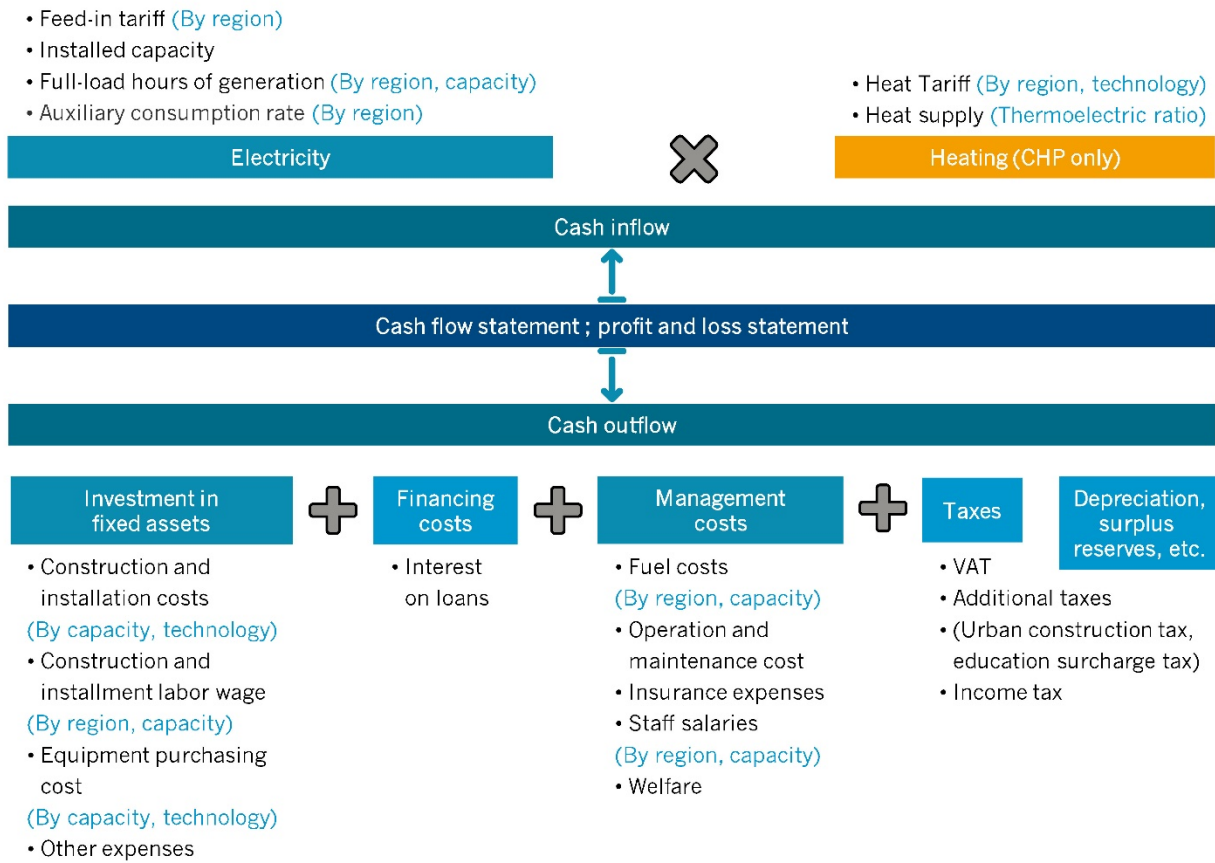 • Feed-in tariff (By region)
• Installed capacity
• Full-load hours of generation (By region, capacity)
• Auxiliary consumption rate (By region)
• Heat Tariff (By region, technology)
• Heat supply (Thermoelectric ratio)
Electricity
Heating (CHP only)
Cash inflow
Cash flow statement ; profit and loss statement
Cash outflow
Investment in
fixed assets
• Construction and
installation costs
(By capacity, technology)
• Construction and
installment labor wage
(By region, capacity)
• Equipment purchasing
cost
(By capacity, technology)
• Other expenses
Financing
costs
• Interest
on loans
Management
costs
• Fuel costs
(By region, capacity)
• Operation and
maintenance cost
• Insurance expenses
• Staff salaries
(By region, capacity)
• Welfare
Taxes
• VAT
• Additional taxes
• (Urban construction tax,
education surcharge tax)
• Income tax
Depreciation,
surplus
reserves, etc.